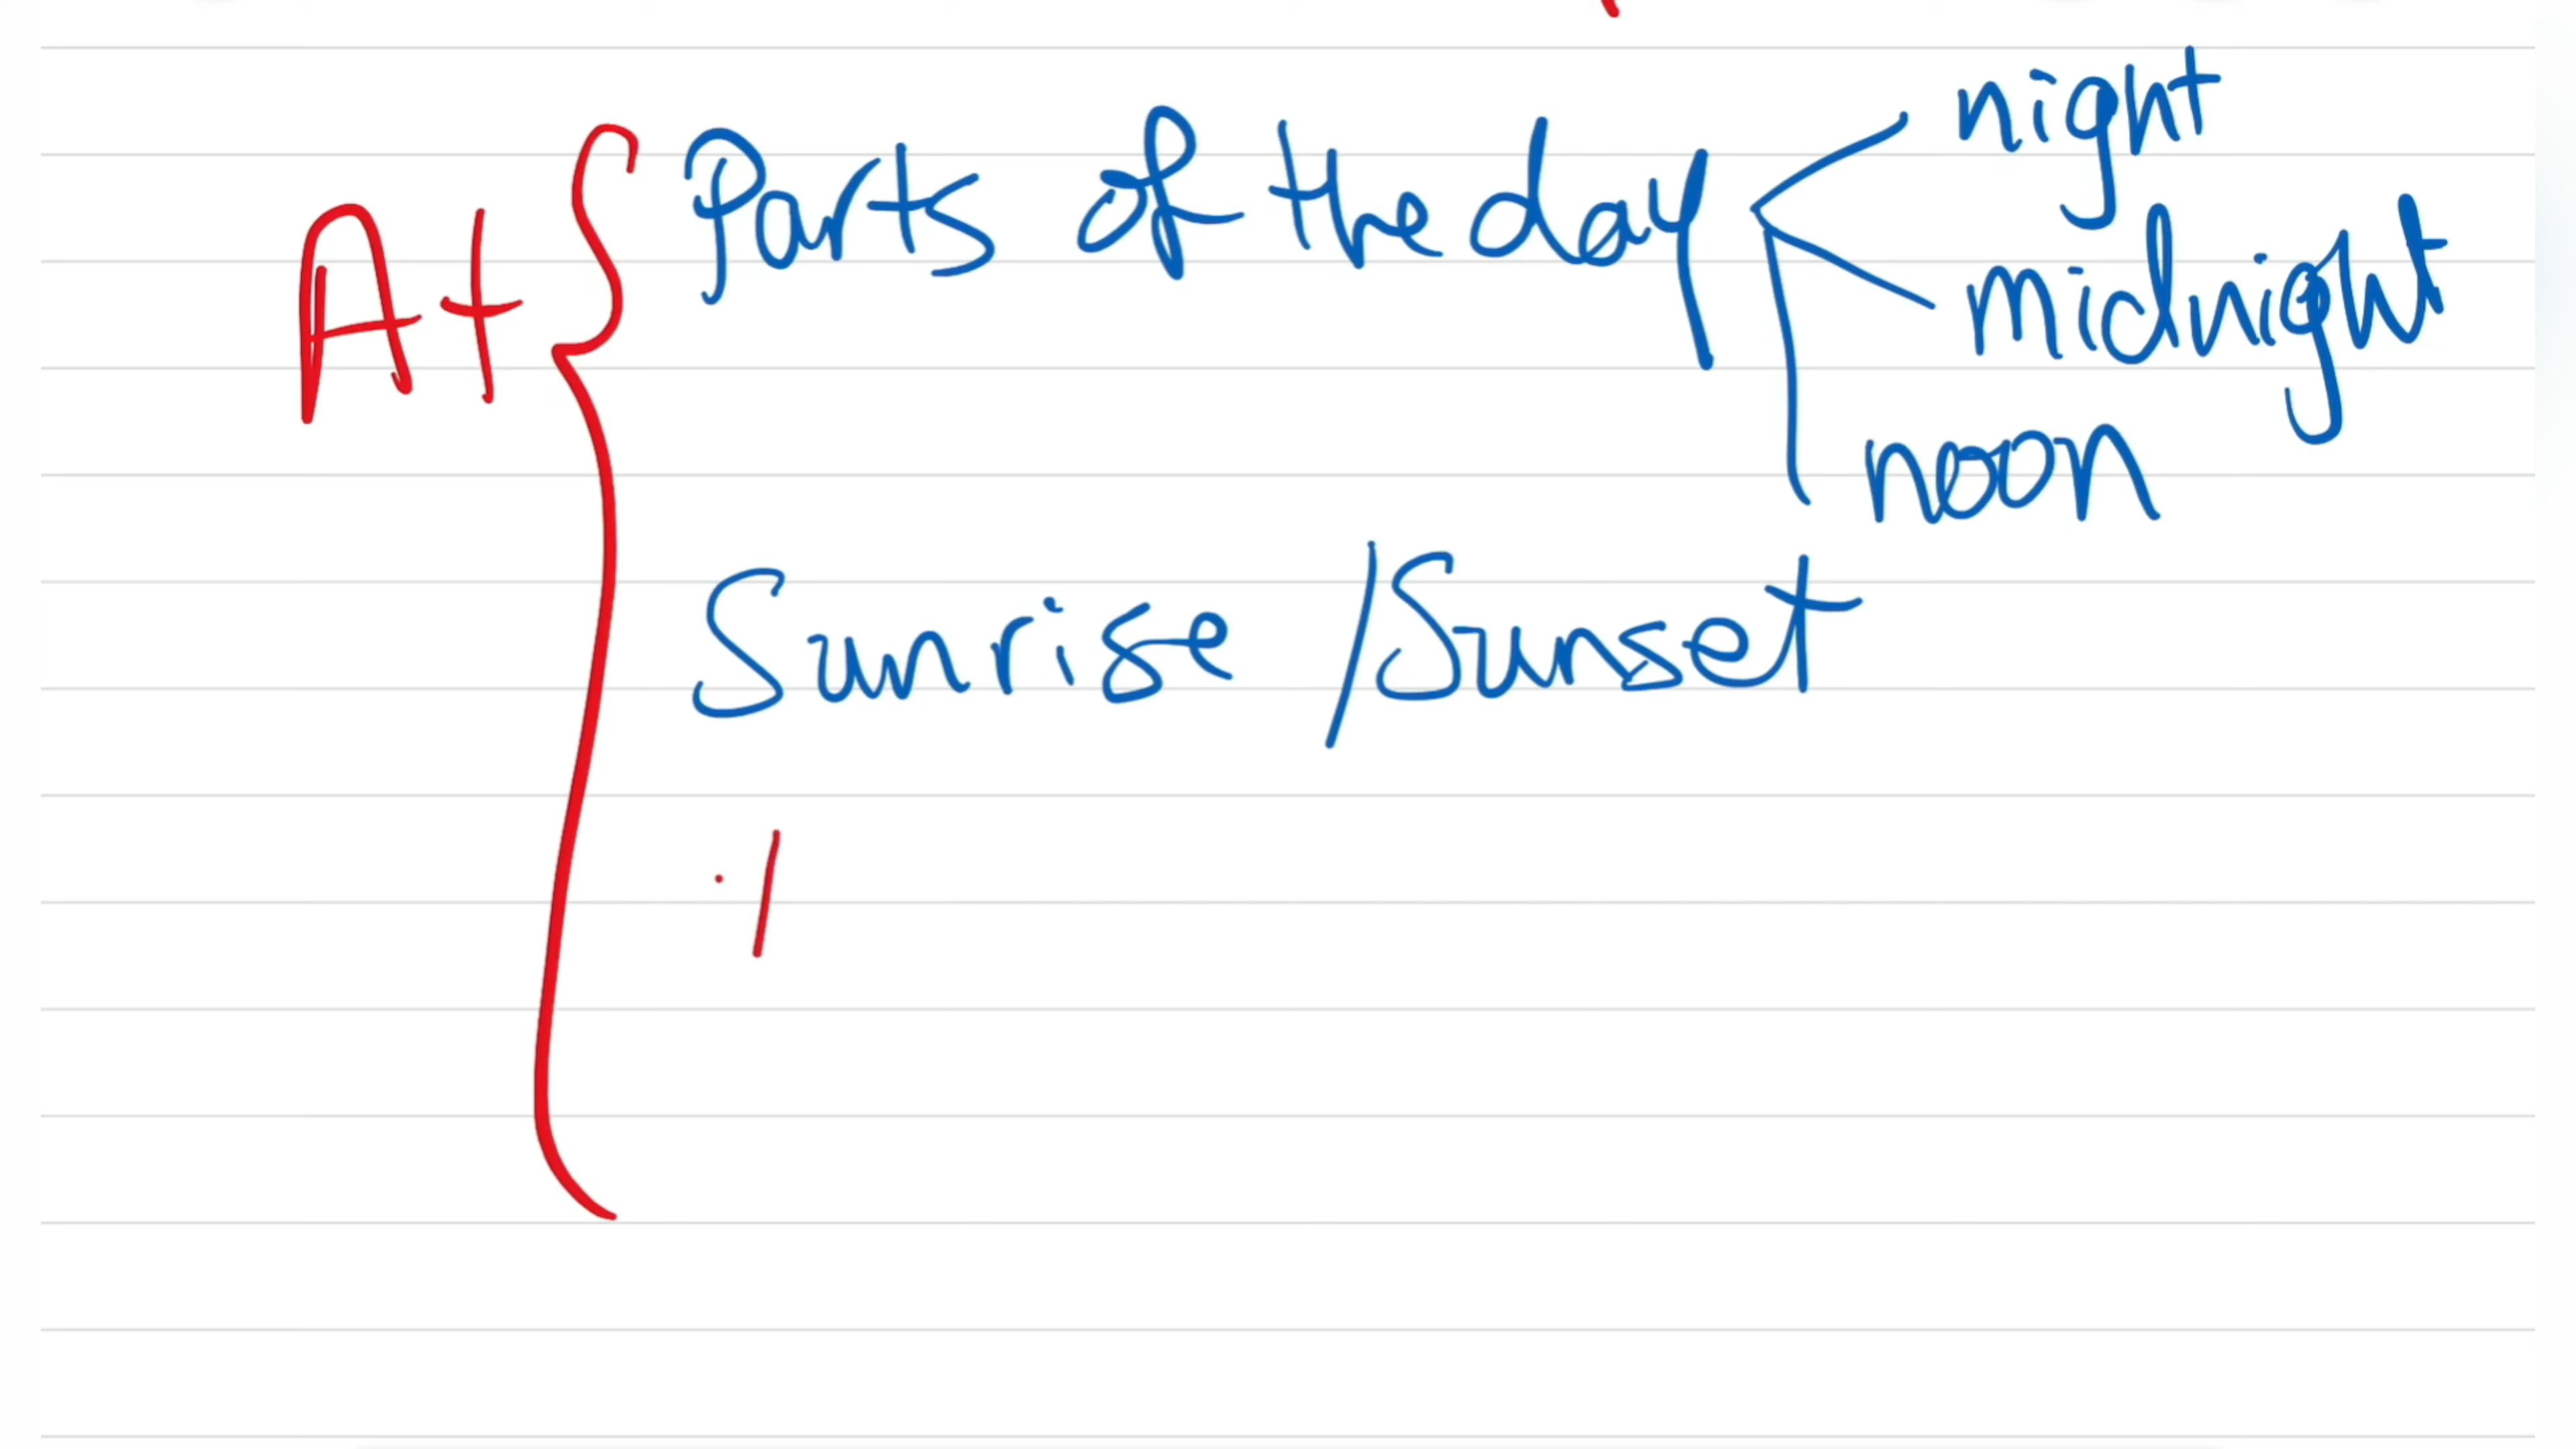 night
At { Parts of the day
midnight
noon
Sunrise / Sunset